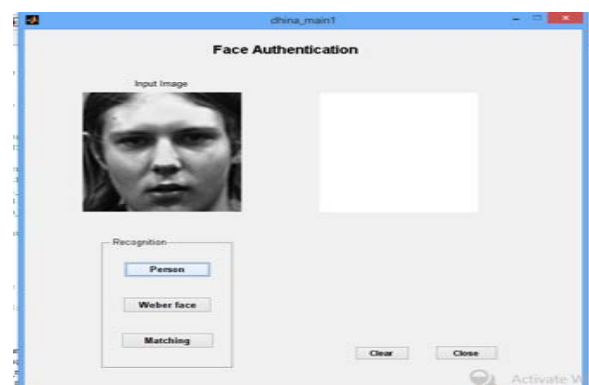 dhina_main1
Face Authentication
Input Image
Recognition
Person
Weber face
Matching
Clear
Close
Activate W